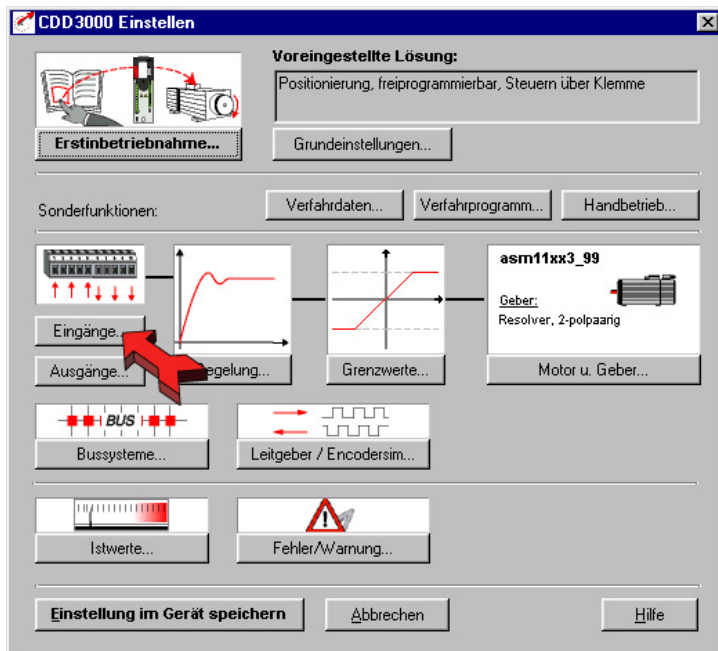 CDD3000 Einstellen
Voreingestellte Lösung:
Positionierung, freiprogrammierbar, Steuern über Klemme
Erstinbetriebnahme...
Grundeinstellungen...
Sonderfunktionen:
Verfahrdaten...
Verfahrprogramm...
Handbetrieb...
asm11xx3_99
Geber:
Resolver, 2-polpaarig
Eingänge...
Ausgänge...
Grenzwerte...
Motor u. Geber...
BUS
Bussysteme...
Leitgeber / Encodersim...
Istwerte...
Fehler/Warnung...
Einstellung im Gerät speichern
Abbrechen
Hilfe